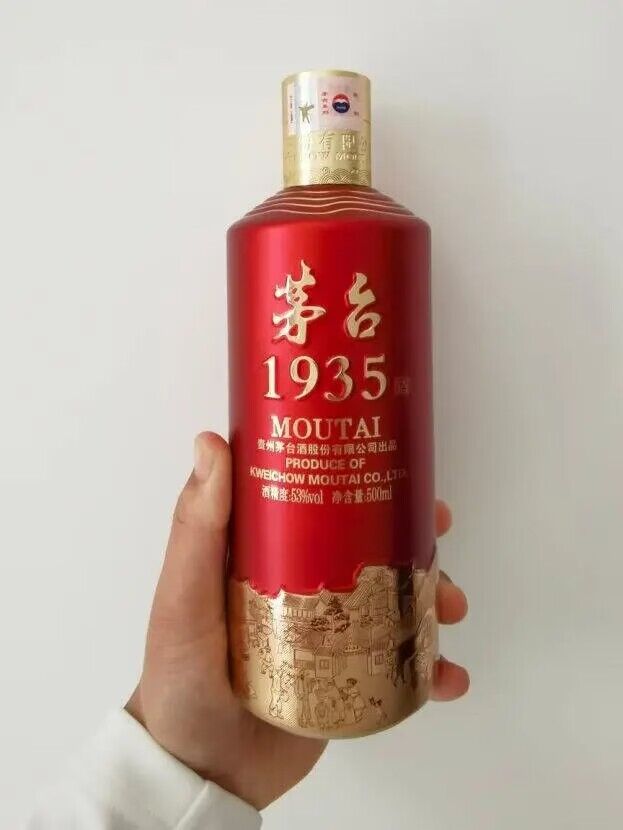 茅台
1935
MOUTAI
贵州茅台酒股份有限公司出品
PRODUCE OF
KWEICHOW MOUTAI CO.,LTD.
酒精度:53%vol 净含量:500ml